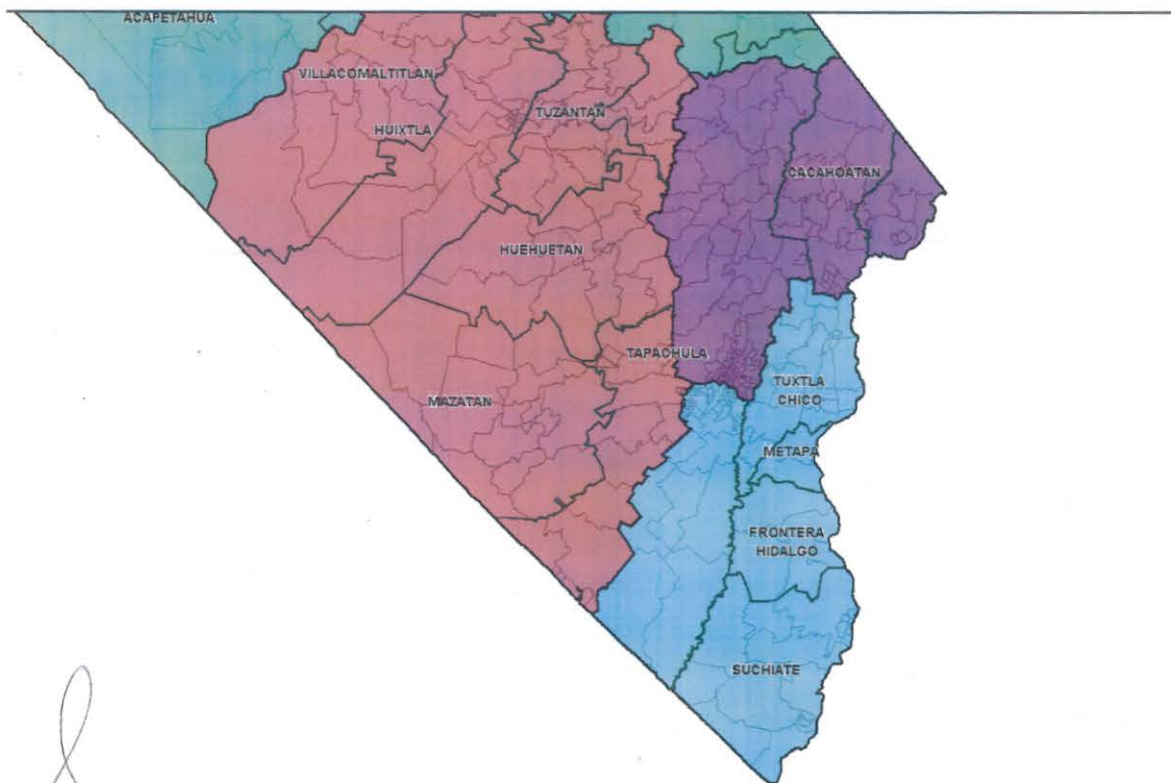 ACAPETAHUA
VILLACOMALTITLAN
HUIXTLA
TUZANTAN
CACAHOATAN
HUEHUETAN
TAPACHULA
MAZATAN
TUXTLA
CHICO
METAPA
FRONTERA
HIDALGO
SUCHIATE